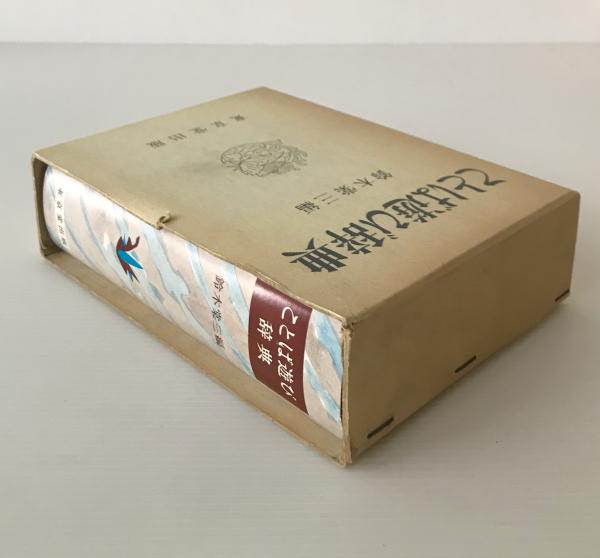 ことば遊び辞典
鈴木棠三編
東京堂出版
ことば遊び
辞典
鈴木棠三編
東京堂出版